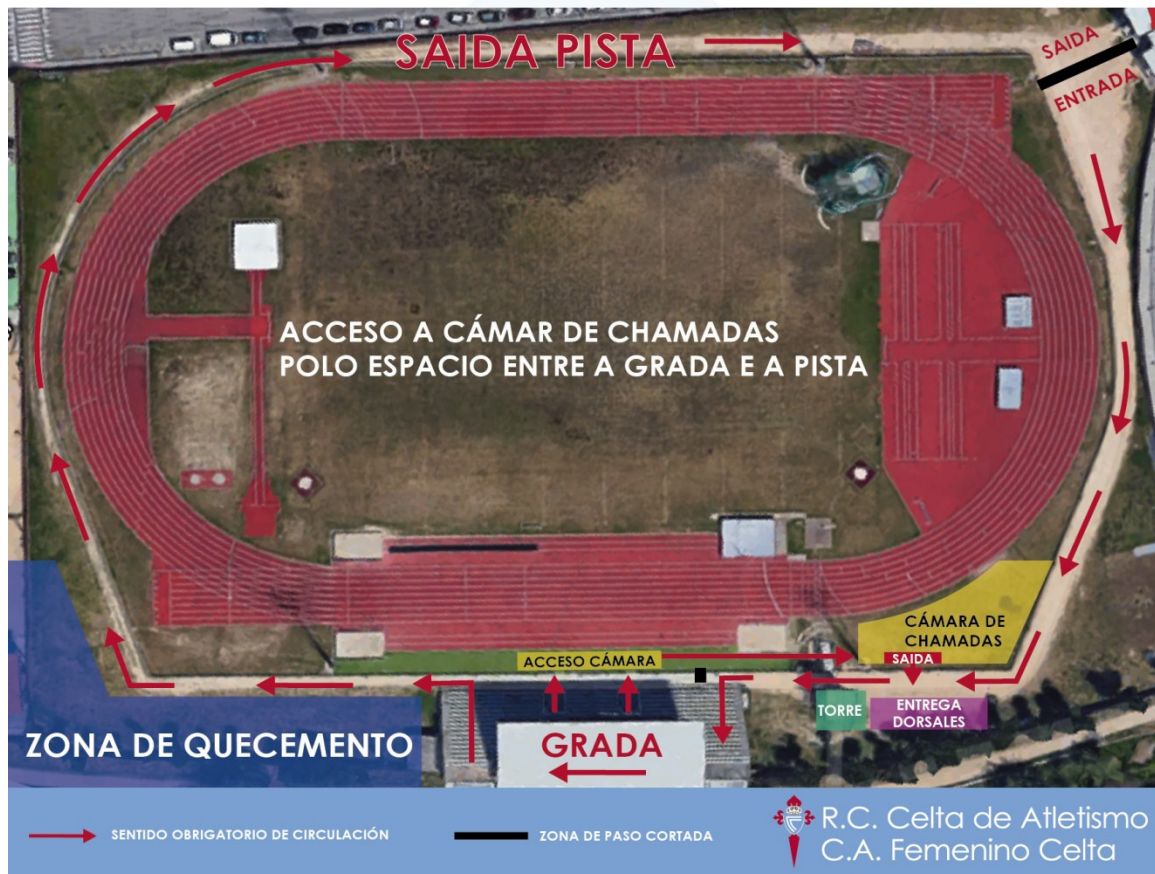 SAIDA PISTA
SAIDA
ENTRADA
ACCESO A CÁMAR DE CHAMADAS
POLO ESPACIO ENTRE A GRADA E A PISTA
CÁMARA DE
CHAMADAS
SAIDA
ACCESO CÁMARA
TORRE
ENTREGA
DORSALES
ZONA DE QUECEMENTO
GRADA
SENTIDO OBRIGATORIO DE CIRCULACIÓN
ZONA DE PASO CORTADA
R.C. Celta de Atletismo
C.A. Femenino Celta